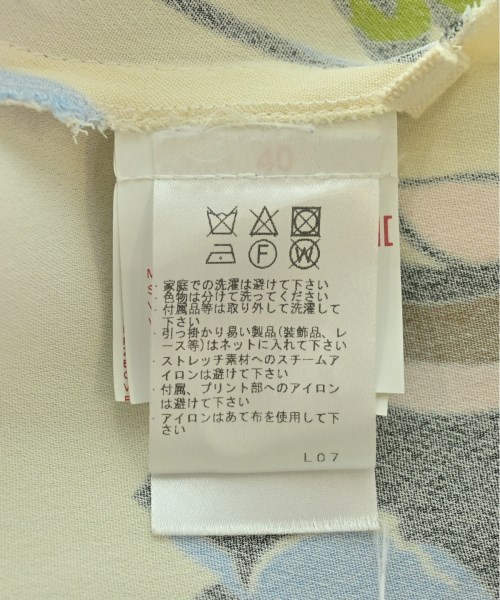 40
F W
・家庭での洗濯は避けて下さい
・色物は分けて洗ってください
・付属品等は取り外して洗濯して
下さい
・引っ掛かり易い製品(装飾品、レ
ース等)はネットに入れて下さい
・ストレッチ素材へのスチームア
イロンは避けて下さい
・付属、プリント部へのアイロン
は避けて下さい
・アイロンはあて布を使用して下
さい
L07